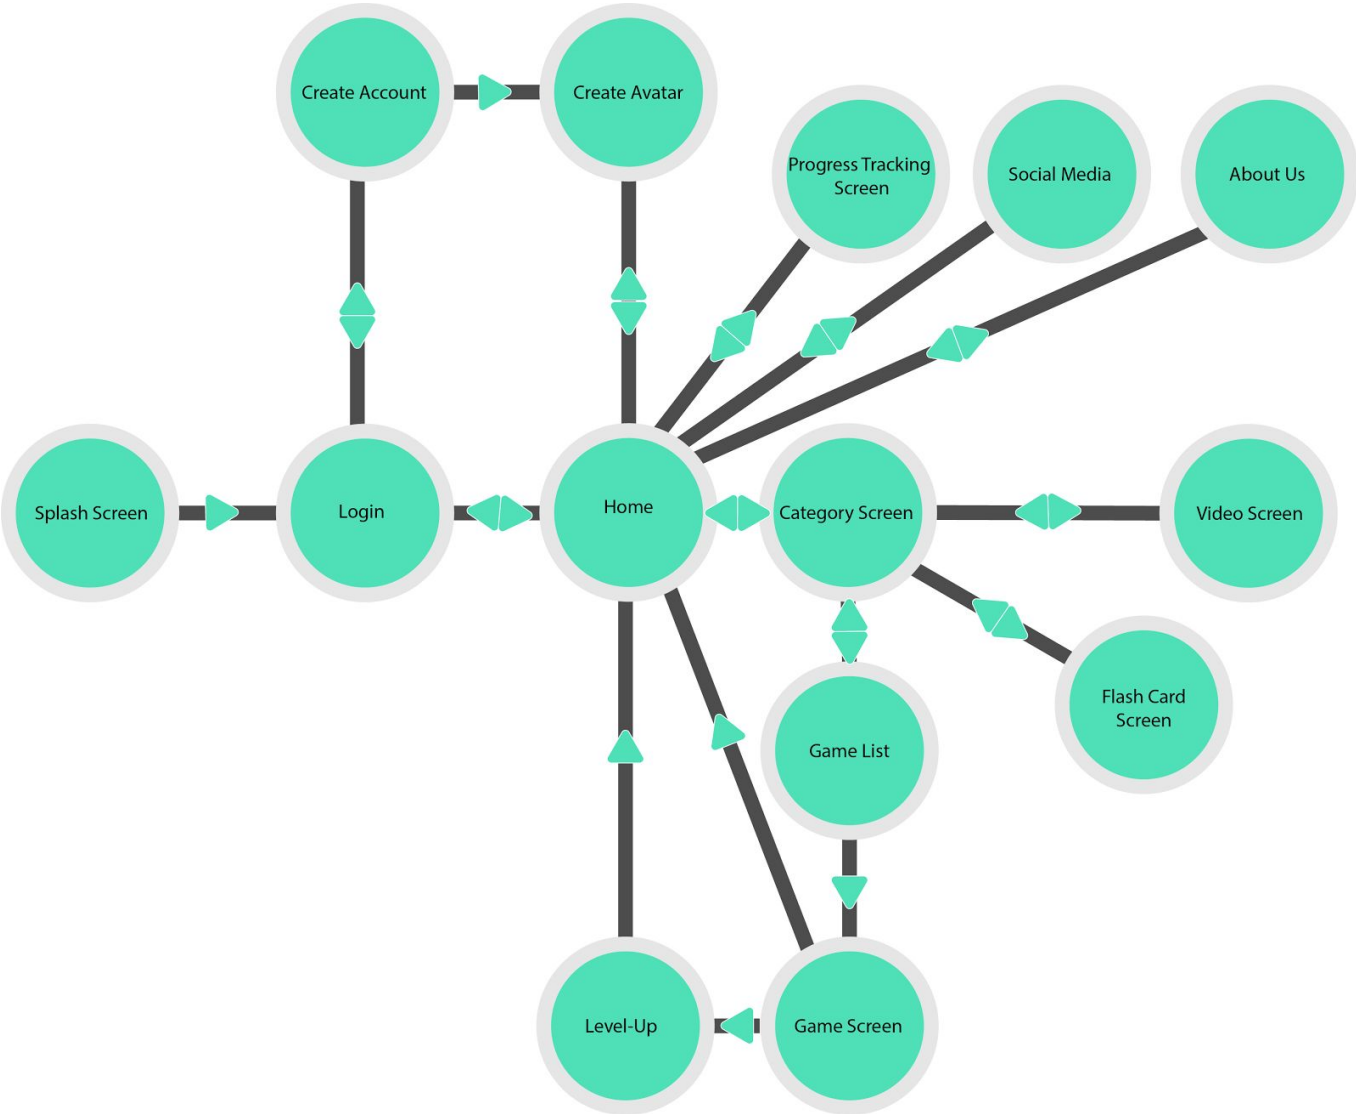 Create Account
Create Avatar
Progress Tracking
Screen
Social Media
About Us
Splash Screen
Login
Home
Category Screen
Video Screen
Flash Card
Screen
Game List
Level-Up
Game Screen